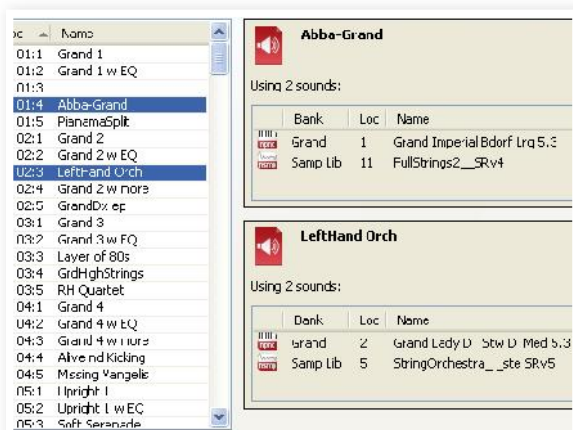 Name
01:1 Grand 1
01:2 Grand 1 w EQ
01:3
01:4 Abba-Grand
01:5 PianamaSplit
02:1 Grand 2
02:2 Grand 2 w EQ
02:3 LeftHand Orch
02:4 Grand 2 w more
02:5 GrandDx ep
03:1 Grand 3
03:2 Grand 3 w EQ
03:3 Layer of 80s
03:4 GrdHghStrings
03:5 RH Quartet
04:1 Grand 4
04:2 Grand 4 w EQ
04:3 Grand 4 w more
04:4 Alive nd Kicking
04:5 Missing Vangelis
05:1 Upright 1
05:2 Upright 1 w EQ
05:3 Soft Serenade
Abba-Grand
Using 2 sounds:
Bank Loc Name
Grand 1 Grand Imperial Bdorf Lrg 5.3
Samp Lib 11 FullStrings2__SRv4
LeftHand Orch
Using 2 sounds:
Bank Loc Name
Grand 2 Grand Lady D Stw D Med 5.3
Samp Lib 5 StringOrchestra_ _ste SRv5